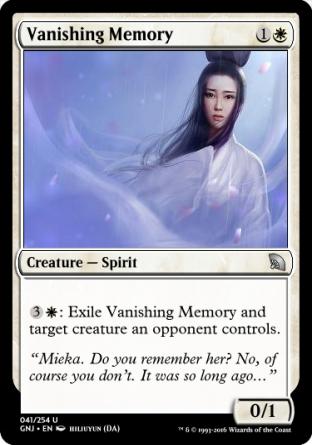 Vanishing Memory 1
Creature — Spirit
3 : Exile Vanishing Memory and
target creature an opponent controls.
“Mieka. Do you remember her? No, of
course you don’t. It was so long ago…”
0/1
041/254 U
GNJ • EN HILIUYUN (DA)
™ & © 1993-2016 Wizards of the Coast